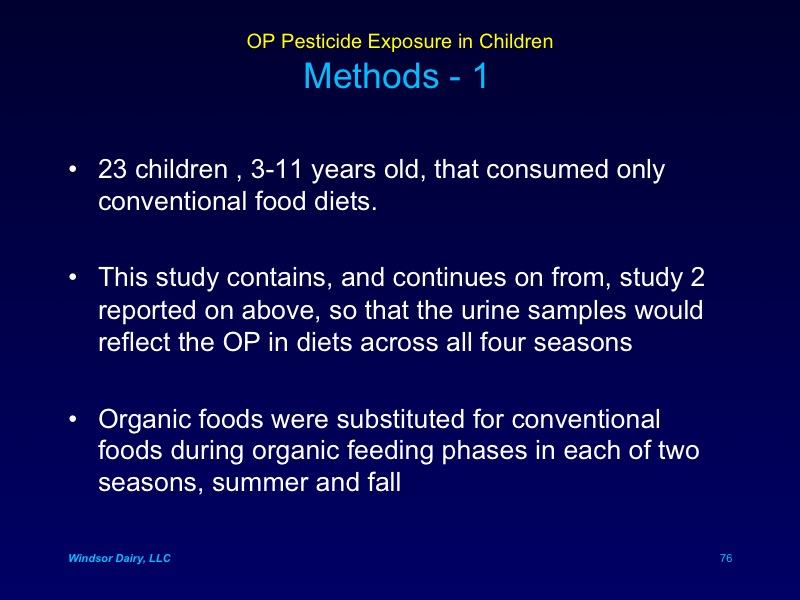 OP Pesticide Exposure in Children
Methods - 1
• 23 children , 3-11 years old, that consumed only
conventional food diets.
• This study contains, and continues on from, study 2
reported on above, so that the urine samples would
reflect the OP in diets across all four seasons
• Organic foods were substituted for conventional
foods during organic feeding phases in each of two
seasons, summer and fall
Windsor Dairy, LLC
76